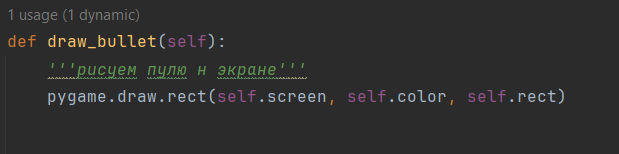 1 usage (1 dynamic)
def draw_bullet(self):
'''рисуем пулю н экране'''
pygame.draw.rect(self.screen, self.color, self.rect)